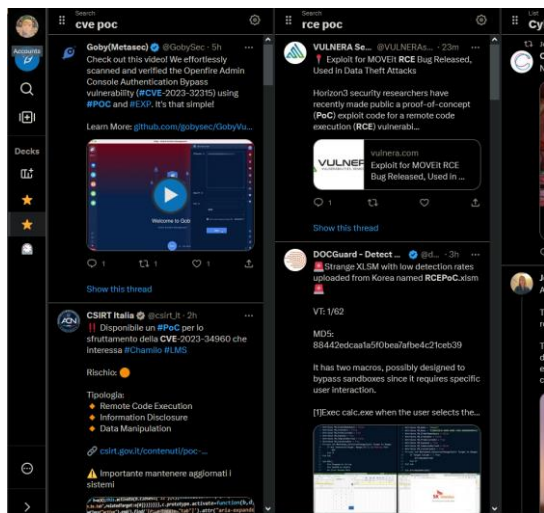 Accounts
Decks
Search
cve poc
Goby(Metasec) @GobySec · 5h
Check out this video! We effortlessly
scanned and verified the Openfire Admin
Console Authentication Bypass
vulnerability (#CVE-2023-32315) using
#POC and #EXP. It's that simple!
Learn More: github.com/gobysec/GobyVu...
Welcome to Gob
1
1
1
Show this thread
CSIRT Italia @csirt_it · 2h
‼️ Disponibile un #PoC per lo
sfruttamento della CVE-2023-34960 che
interessa #Chamilo #LMS
Rischio: 🟠
Tipologia:
🔸 Remote Code Execution
🔸 Information Disclosure
🔸 Data Manipulation
🔗 csirt.gov.it/contenuti/poc-...
⚠️ Importante mantenere aggiornati i
sistemi
Search
rce poc
VULNERA Se... @VULNERAs... · 23m
📍 Exploit for MOVEit RCE Bug Released,
Used in Data Theft Attacks
Horizon3 security researchers have
recently made public a proof-of-concept
(PoC) exploit code for a remote code
execution (RCE) vulnerabi...
VULNER
vulnera.com
Exploit for MOVEit RCE
Bug Released, Used in ...
1
Show this thread
DOCGuard - Detect ... @d... · 3h
🚨Strange XLSM with low detection rates
uploaded from Korea named RCEPoC.xlsm
🚨
VT: 1/62
MD5:
88442edcaa1a5f0bea7afbe4c21ceb39
It has two macros, possibly designed to
bypass sandboxes since it requires specific
user interaction.
[1]Exec calc.exe when the user selects the...
List
Cy